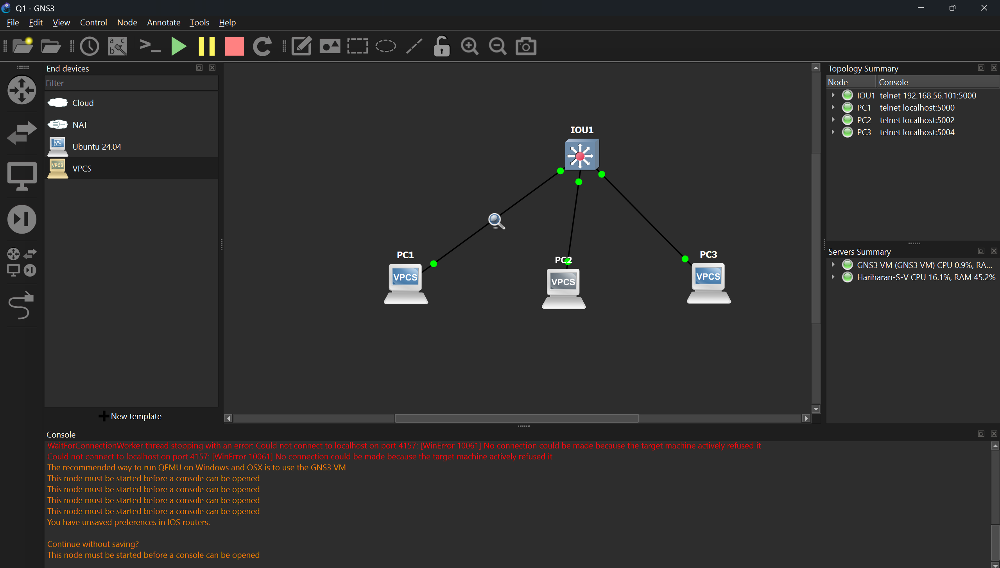 Q1 - GNS3
File Edit View Control Node Annotate Tools Help
a c
b
End devices
Filter
Cloud
NAT
Ubuntu 24.04
VPCS
VPCS
New template
IOU1
PC1
VPCS
PC2
VPCS
PC3
VPCS
Topology Summary
Node Console
IOU1 telnet 192.168.56.101:5000
PC1 telnet localhost:5000
PC2 telnet localhost:5002
PC3 telnet localhost:5004
Servers Summary
GNS3 VM (GNS3 VM) CPU 0.9%, RA...
Hariharan-S-V CPU 16.1%, RAM 45.2%
Console
WaitForConnectionWorker thread stopping with an error: Could not connect to localhost on port 4157: [WinError 10061] No connection could be made because the target machine actively refused it
Could not connect to localhost on port 4157: [WinError 10061] No connection could be made because the target machine actively refused it
The recommended way to run QEMU on Windows and OSX is to use the GNS3 VM
This node must be started before a console can be opened
This node must be started before a console can be opened
This node must be started before a console can be opened
This node must be started before a console can be opened
You have unsaved preferences in IOS routers.
Continue without saving?
This node must be started before a console can be opened